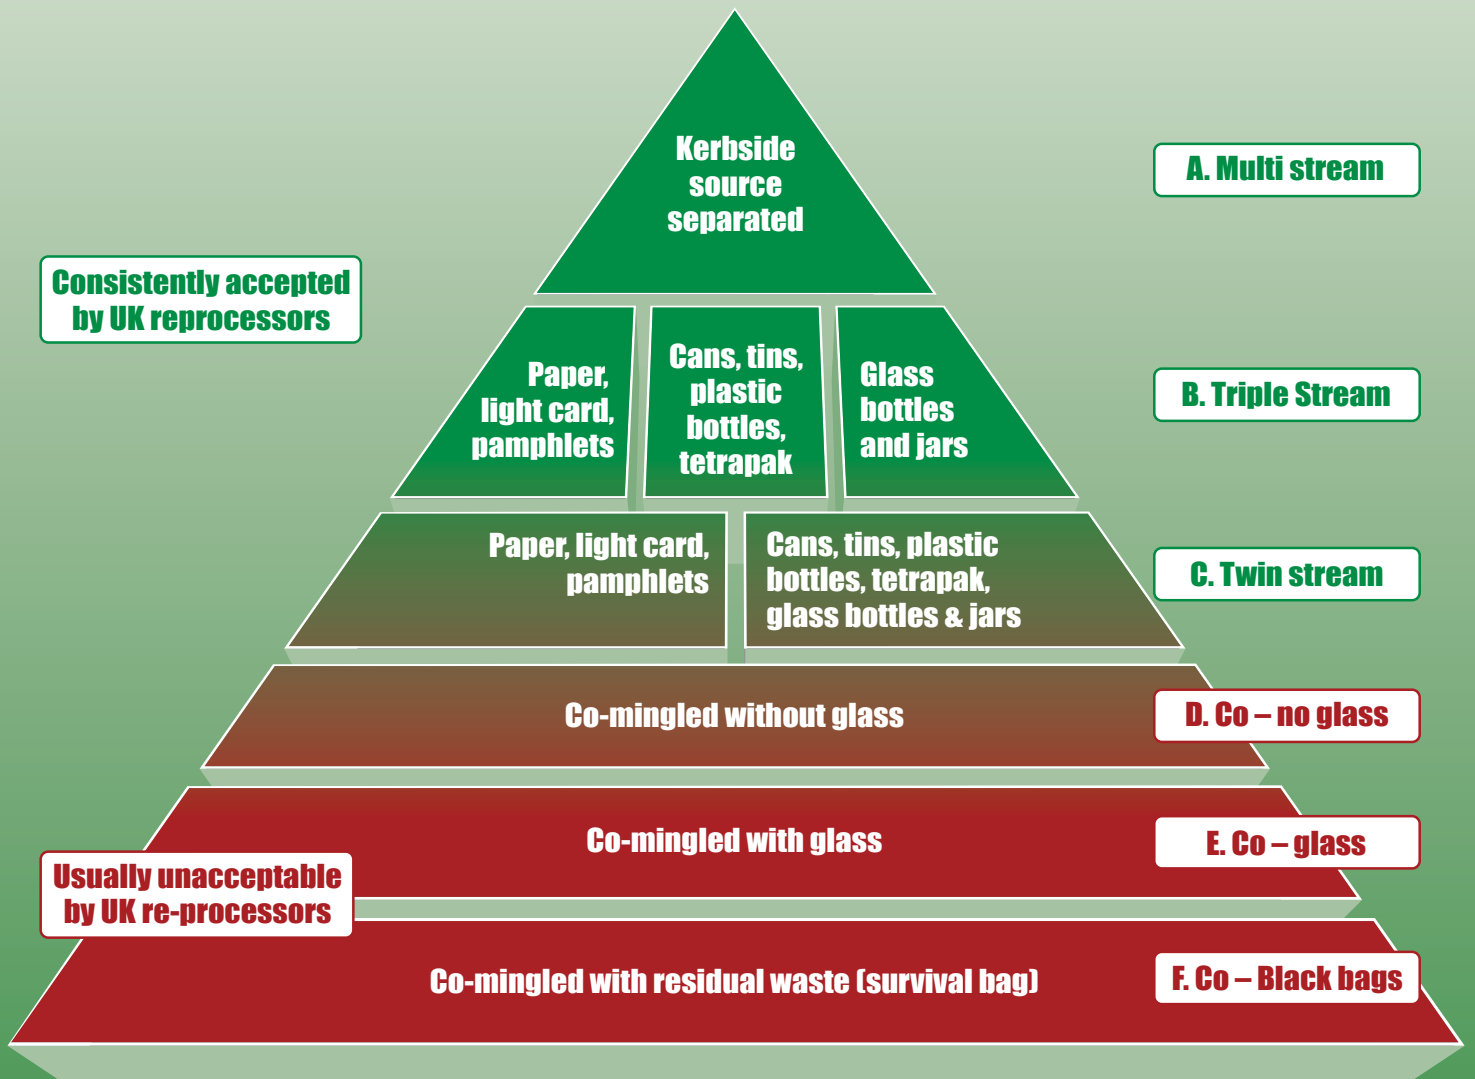 Kerbside
source
separated
A. Multi stream
Consistently accepted
by UK reprocessors
Paper,
light card,
pamphlets
Cans, tins,
plastic
bottles,
tetrapak
Glass
bottles
and jars
B. Triple Stream
Paper, light card,
pamphlets
Cans, tins, plastic
bottles, tetrapak,
glass bottles & jars
C. Twin stream
Co-mingled without glass
D. Co – no glass
Co-mingled with glass
E. Co – glass
Usually unacceptable
by UK re-processors
Co-mingled with residual waste (survival bag)
F. Co – Black bags